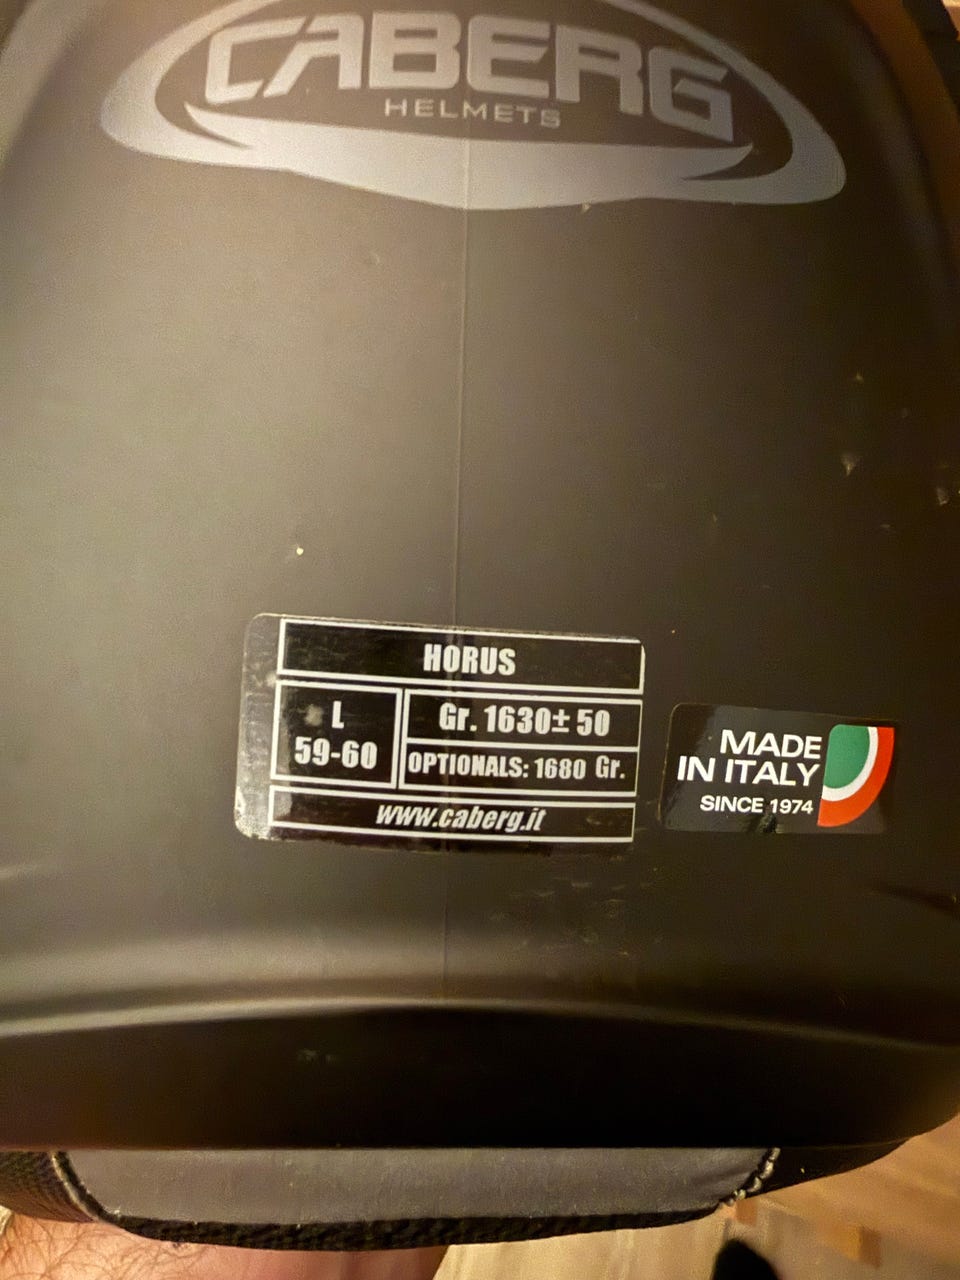 CABERG
HELMETS
HORUS
L
59-60
Gr. 1630± 50
OPTIONALS: 1680 Gr.
www.caberg.it
MADE
IN ITALY
SINCE 1974